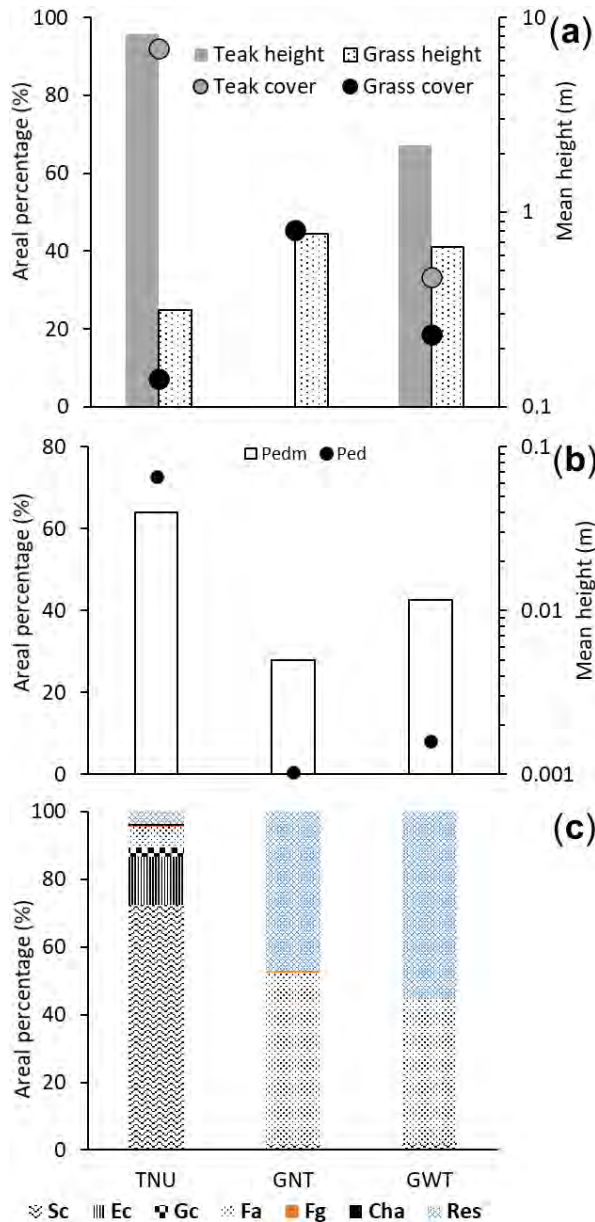 (a)
Teak height
Grass height
Teak cover
Grass cover
Areal percentage (%)
100
80
60
40
20
0
Mean height (m)
10
1
0.1
(b)
Pedm
Ped
Areal percentage (%)
80
60
40
20
0
Mean height (m)
0.1
0.01
0.001
(c)
Areal percentage (%)
100
80
60
40
20
0
TNU GNT GWT
Sc Ec Gc Fa Fg Cha Res